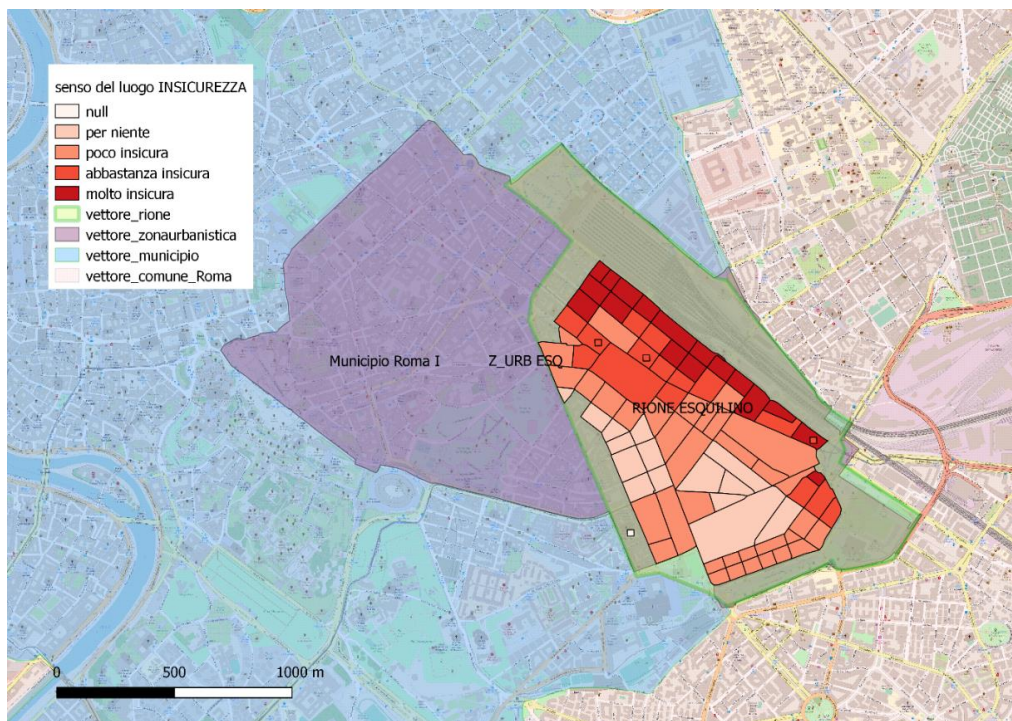 senso del luogo INSICUREZZA
null
per niente
poco insicura
abbastanza insicura
molto insicura
vettore_rione
vettore_zonaurbanistica
vettore_municipio
vettore_comune_Roma
Municipio Roma I
Z_URB ESQ
RIONE ESQUILINO
0 500 1000 m